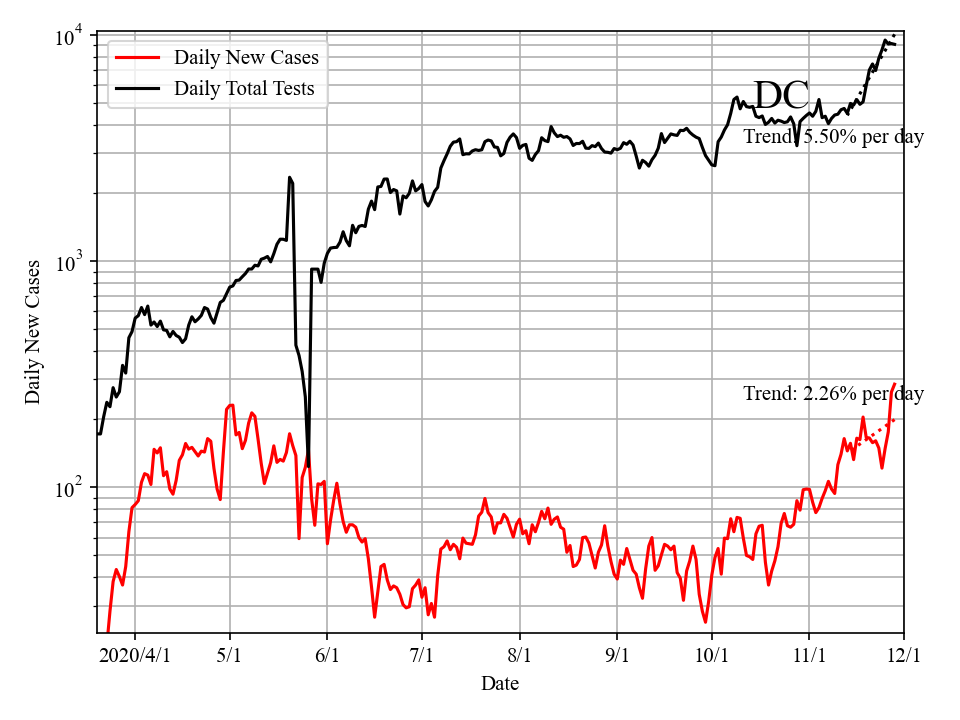 Daily New Cases
Daily Total Tests
DC
Trend: 5.50% per day
Trend: 2.26% per day
10^4
10^3
10^2
Daily New Cases
2020/4/1 5/1 6/1 7/1 8/1 9/1 10/1 11/1 12/1
Date